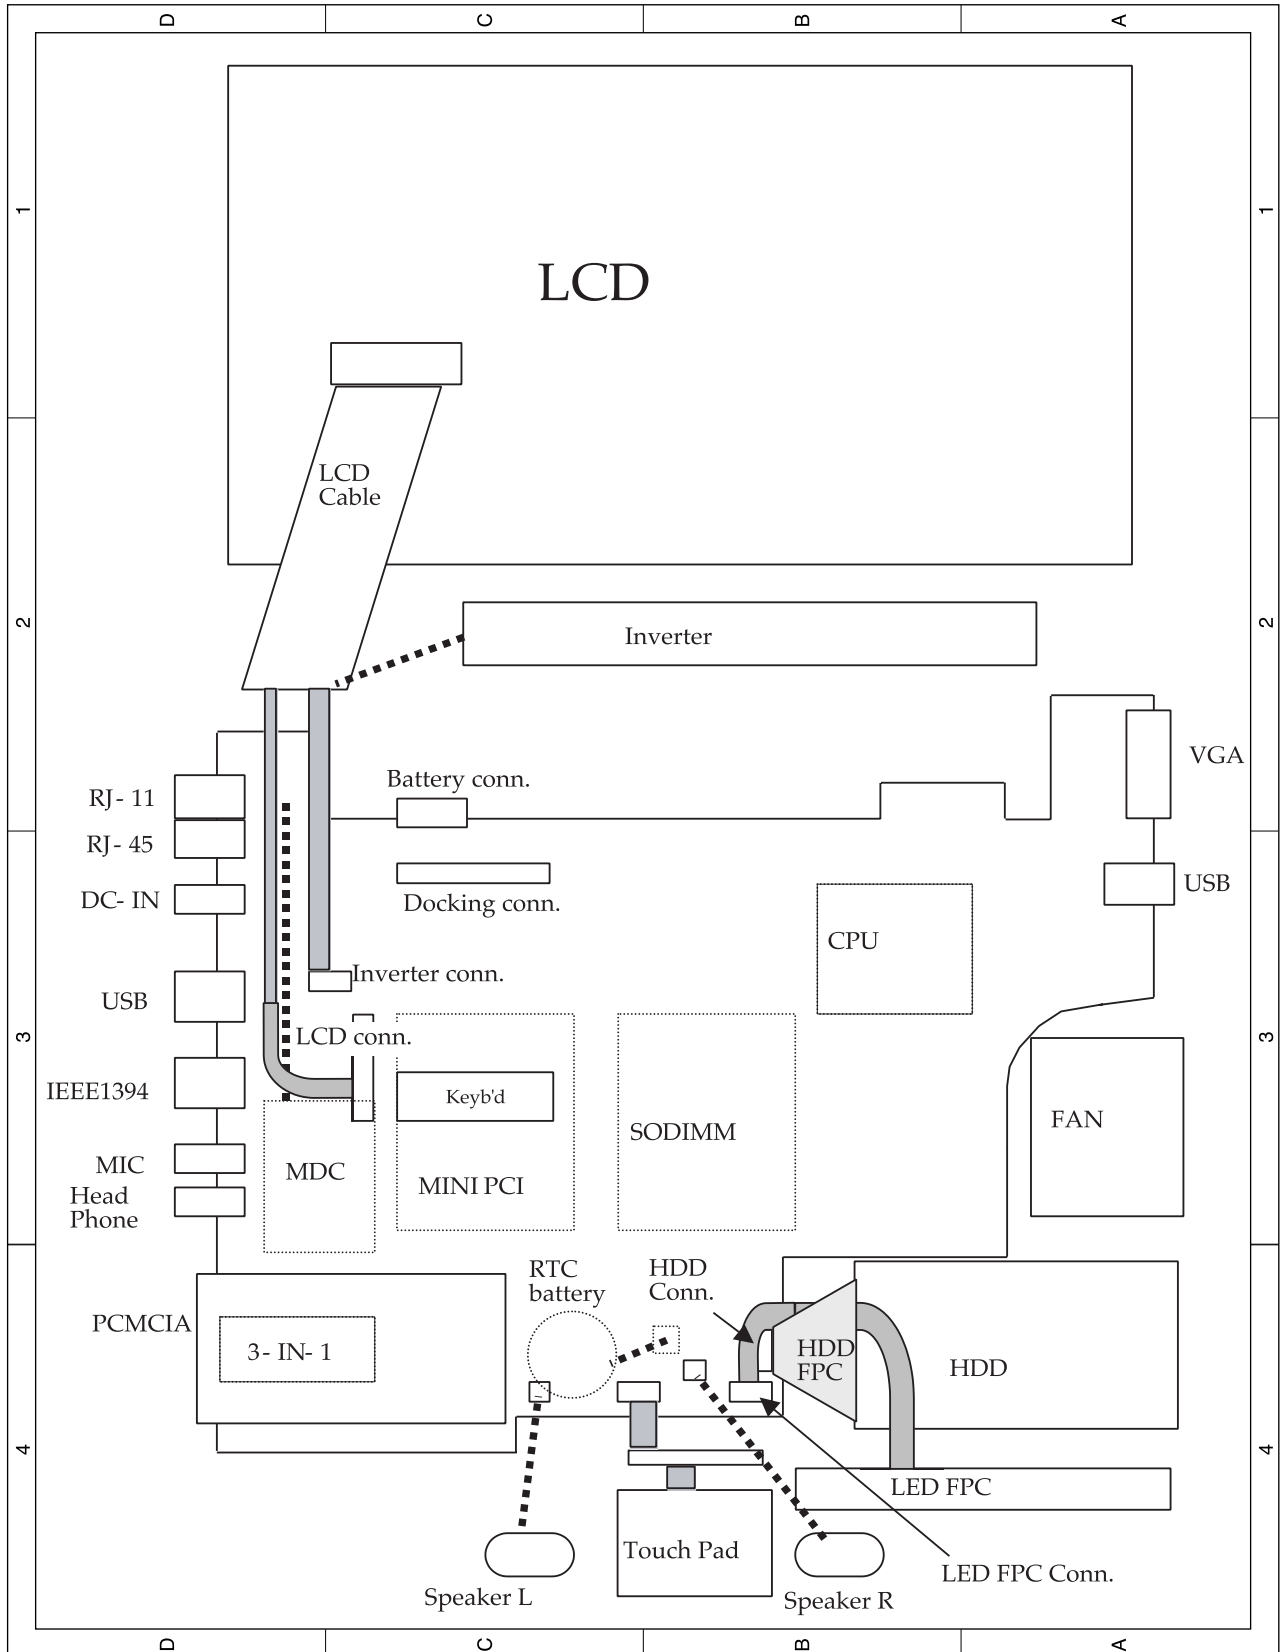 D C B A
1 1
LCD
LCD
Cable
2 2
Inverter
VGA
Battery conn.
RJ- 11
RJ- 45
USB
DC- IN
Docking conn.
CPU
Inverter conn.
USB
LCD conn.
3 3
IEEE1394
Keyb'd
FAN
SODIMM
MIC
MDC
MINI PCI
Head
Phone
RTC
battery
HDD
Conn.
PCMCIA
3- IN- 1
HDD
FPC
HDD
4 4
LED FPC
Touch Pad
LED FPC Conn.
Speaker L
Speaker R
D C B A